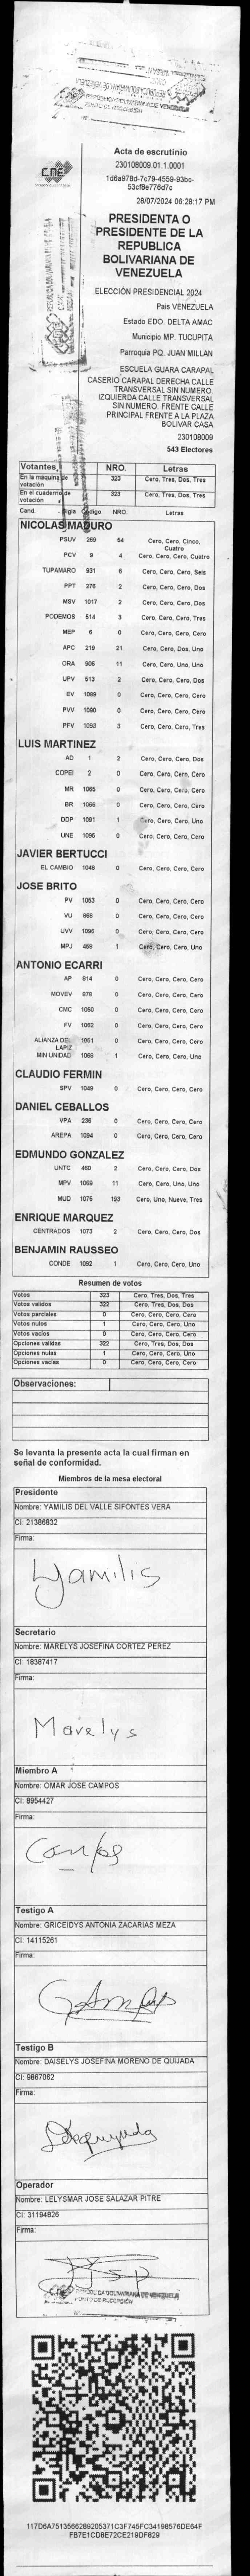 CNE
Acta de escrutinio
230108009.01.1.0001
1d6a978d-7c79-4559-93bc-
53cf8e776d7c
28/07/2024 06:28:17 PM
PRESIDENTA O
PRESIDENTE DE LA
REPUBLICA
BOLIVARIANA DE
VENEZUELA
ELECCIÓN PRESIDENCIAL 2024
Pais VENEZUELA
Estado EDO. DELTA AMAC
Municipio MP. TUCUPITA
Parroquia PQ. JUAN MILLAN
ESCUELA GUARA CARAPAL
CASERIO CARAPAL DERECHA CALLE
TRANSVERSAL SIN NUMERO.
IZQUIERDA CALLE TRANSVERSAL
SIN NUMERO. FRENTE CALLE
PRINCIPAL FRENTE A LA PLAZA
BOLIVAR CASA
230108009
543 Electores
Votantes NRO. Letras
En la máquina de votación 323 Cero, Tres, Dos, Tres
En el cuaderno de votación 323 Cero, Tres, Dos, Tres
Cand. Sigla Código NRO. Letras
NICOLAS MADURO
PSUV 269 64 Cero, Cero, Cinco, Cuatro
PCV 9 4 Cero, Cero, Cero, Cuatro
TUPAMARO 931 6 Cero, Cero, Cero, Seis
PPT 276 2 Cero, Cero, Cero, Dos
MSV 1017 2 Cero, Cero, Cero, Dos
PODEMOS 514 3 Cero, Cero, Cero, Tres
MEP 6 0 Cero, Cero, Cero, Cero
APC 219 21 Cero, Cero, Dos, Uno
ORA 906 11 Cero, Cero, Uno, Uno
UPV 513 2 Cero, Cero, Cero, Dos
EV 1089 0 Cero, Cero, Cero, Cero
PVV 1090 0 Cero, Cero, Cero, Cero
PFV 1093 3 Cero, Cero, Cero, Tres
LUIS MARTINEZ
AD 1 2 Cero, Cero, Cero, Dos
COPEI 2 0 Cero, Cero, Cero, Cero
MR 1065 0 Cero, Cero, Cero, Cero
BR 1066 0 Cero, Cero, Cero, Cero
DDP 1091 1 Cero, Cero, Cero, Uno
UNE 1095 0 Cero, Cero, Cero, Cero
JAVIER BERTUCCI
EL CAMBIO 1048 0 Cero, Cero, Cero, Cero
JOSE BRITO
PV 1053 0 Cero, Cero, Cero, Cero
VU 868 0 Cero, Cero, Cero, Cero
UVV 1096 0 Cero, Cero, Cero, Cero
MPJ 458 1 Cero, Cero, Cero, Uno
ANTONIO ECARRI
AP 814 0 Cero, Cero, Cero, Cero
MOVEV 678 0 Cero, Cero, Cero, Cero
CMC 1050 0 Cero, Cero, Cero, Cero
FV 1062 0 Cero, Cero, Cero, Cero
ALIANZA DEL LAPIZ 1051 0 Cero, Cero, Cero, Cero
MIN UNIDAD 1068 1 Cero, Cero, Cero, Uno
CLAUDIO FERMIN
SPV 1049 0 Cero, Cero, Cero, Cero
DANIEL CEBALLOS
VPA 236 0 Cero, Cero, Cero, Cero
AREPA 1094 0 Cero, Cero, Cero, Cero
EDMUNDO GONZALEZ
UNTC 460 2 Cero, Cero, Cero, Dos
MPV 1069 11 Cero, Cero, Uno, Uno
MUD 1075 193 Cero, Uno, Nueve, Tres
ENRIQUE MARQUEZ
CENTRADOS 1073 2 Cero, Cero, Cero, Dos
BENJAMIN RAUSSEO
CONDE 1092 1 Cero, Cero, Cero, Uno
Resumen de votos
Votos 323 Cero, Tres, Dos, Tres
Votos validos 322 Cero, Tres, Dos, Dos
Votos parciales 0 Cero, Cero, Cero, Cero
Votos nulos 1 Cero, Cero, Cero, Uno
Votos vacios 0 Cero, Cero, Cero, Cero
Opciones validas 322 Cero, Tres, Dos, Dos
Opciones nulas 1 Cero, Cero, Cero, Uno
Opciones vacias 0 Cero, Cero, Cero, Cero
Observaciones:
Se levanta la presente acta la cual firman en
señal de conformidad.
Miembros de la mesa electoral
Presidente
Nombre: YAMILIS DEL VALLE SIFONTES VERA
CI: 21386832
Firma:
Yamilis
Secretario
Nombre: MARELYS JOSEFINA CORTEZ PEREZ
CI: 18387417
Firma:
Marelys
Miembro A
Nombre: OMAR JOSE CAMPOS
CI: 8954427
Firma:
Campos
Testigo A
Nombre: GRICEIDYS ANTONIA ZACARIAS MEZA
CI: 14115261
Firma:
Testigo B
Nombre: DAISELYS JOSEFINA MORENO DE QUIJADA
CI: 9867062
Firma:
Operador
Nombre: LELYSMAR JOSE SALAZAR PITRE
CI: 31194826
Firma:
117D6A7513566289205371C3F745FC34198576DE64F
FB7E1CD8E72CE219DF829